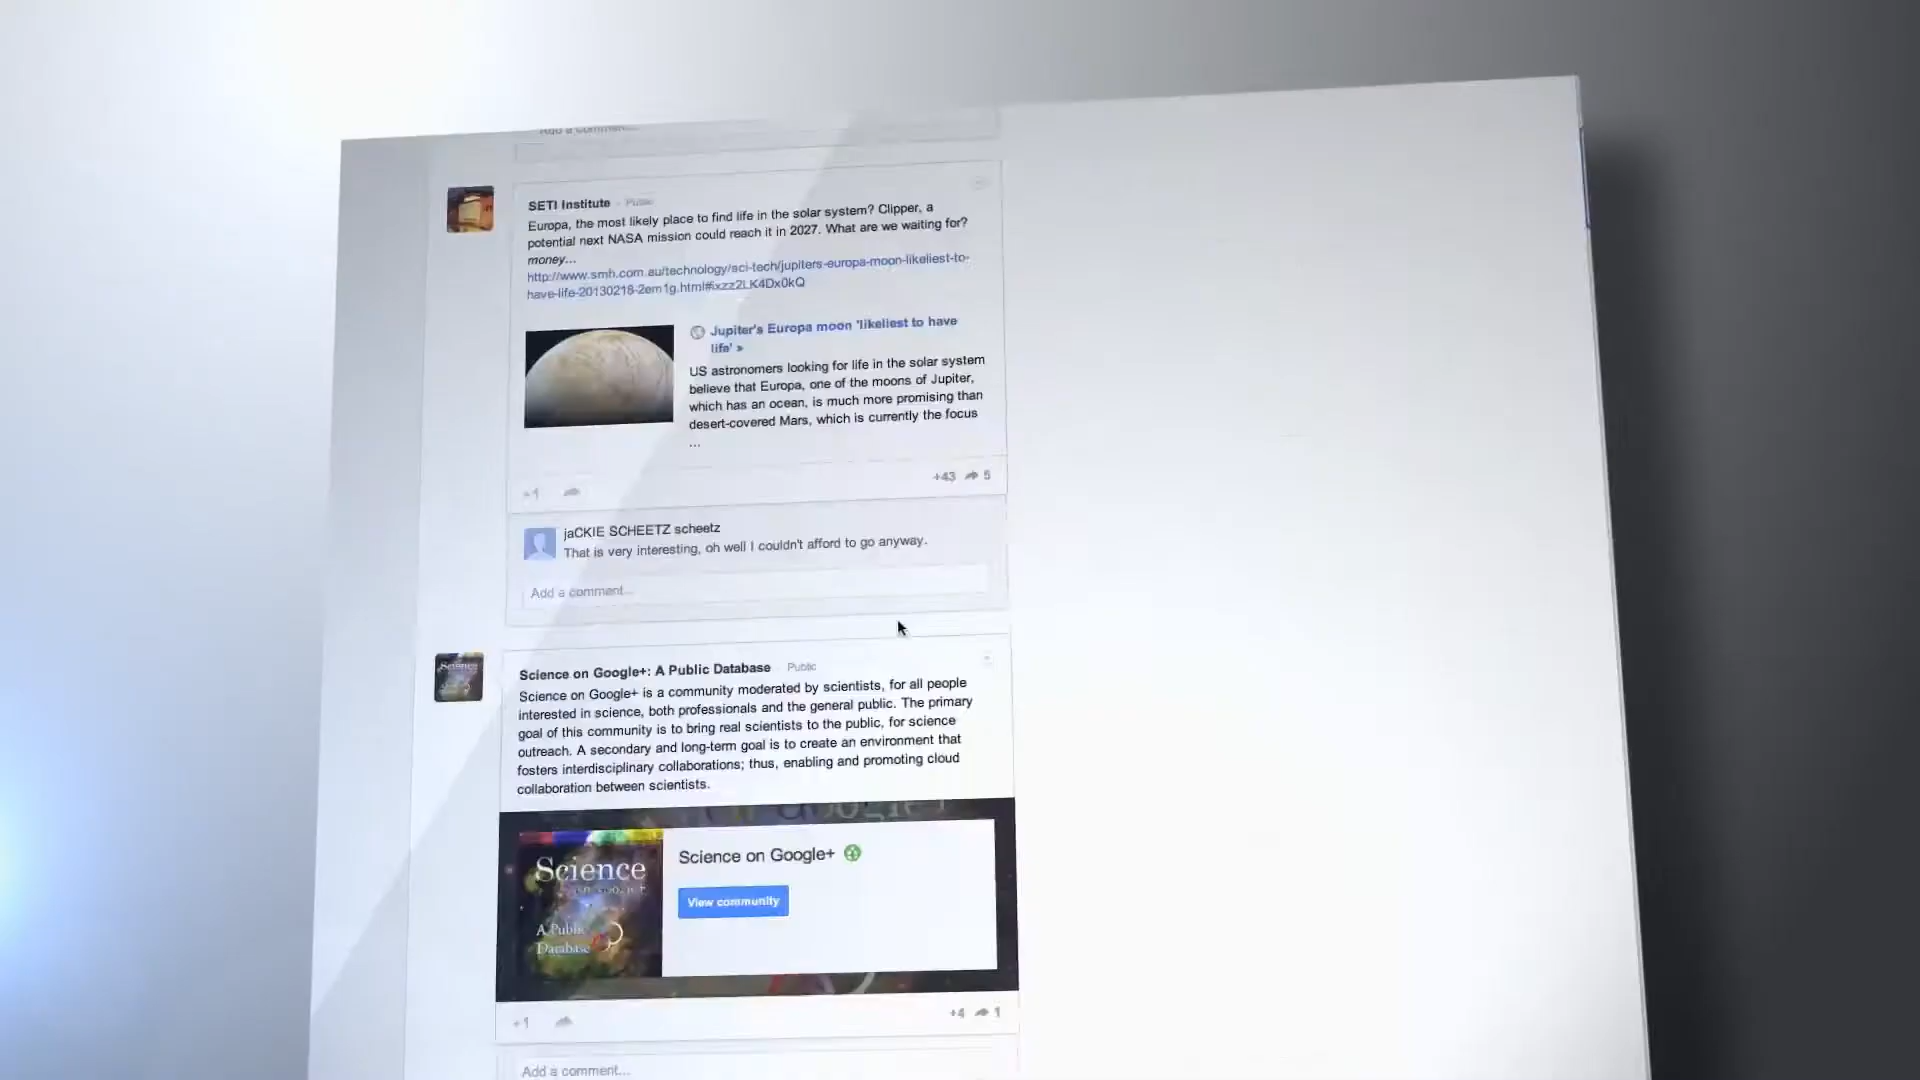 Add a comment...
SETI Institute - Public
Europa, the most likely place to find life in the solar system? Clipper, a
potential next NASA mission could reach it in 2027. What are we waiting for?
money...
http://www.smh.com.au/technology/sci-tech/jupiters-europa-moon-likeliest-to-
have-life-20130218-2em1g.html#ixzz2LK4Dx0kQ
Jupiter's Europa moon 'likeliest to have
life' »
US astronomers looking for life in the solar system
believe that Europa, one of the moons of Jupiter,
which has an ocean, is much more promising than
desert-covered Mars, which is currently the focus
...
+43 5
+1
jaCKIE SCHEETZ scheetz
That is very interesting, oh well I couldn't afford to go anyway.
Add a comment...
Science on Google+: A Public Database - Public
Science on Google+ is a community moderated by scientists, for all people
interested in science, both professionals and the general public. The primary
goal of this community is to bring real scientists to the public, for science
outreach. A secondary and long-term goal is to create an environment that
fosters interdisciplinary collaborations; thus, enabling and promoting cloud
collaboration between scientists.
Science
A Public
Database
Science on Google+
View community
+1
+4 1
Add a comment...